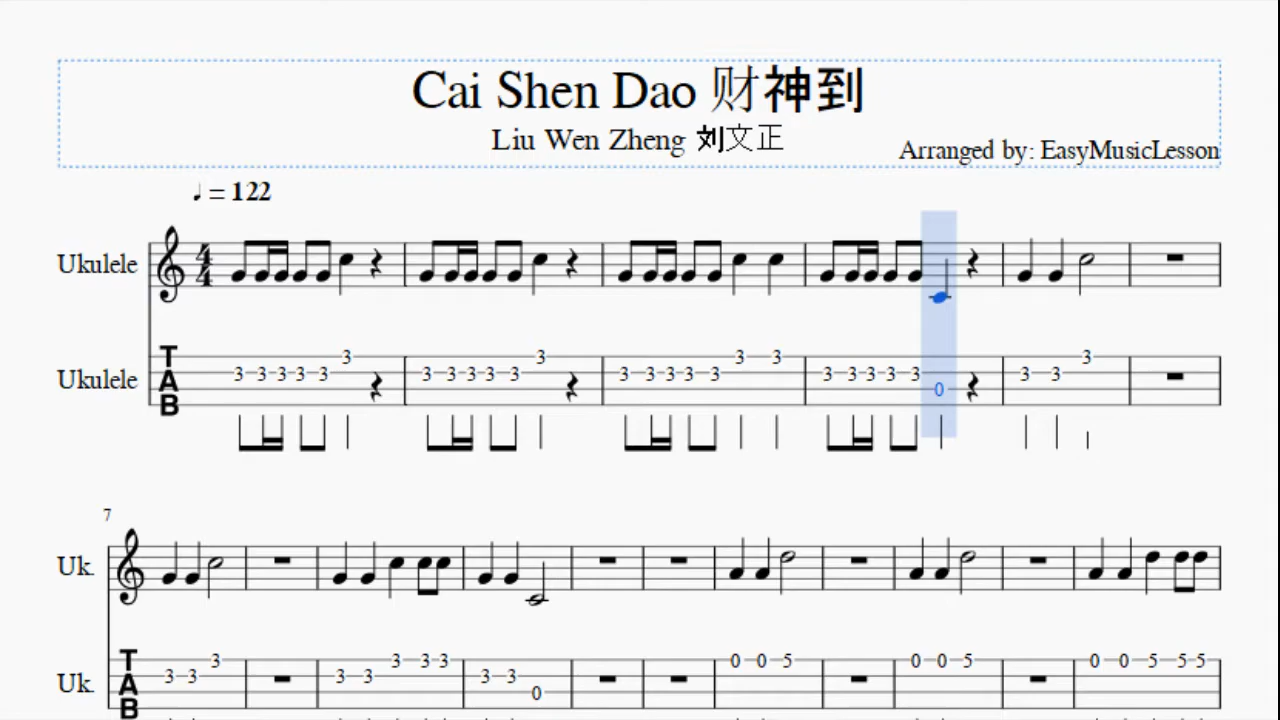 Cai Shen Dao 财神到
Liu Wen Zheng 刘文正
Arranged by: EasyMusicLesson
♩ = 122
Ukulele 4 4
Ukulele TAB 3 3 3 3 3 3 3 3 3 3 3 3 3 3 3 3 3 3 3 3 3 3 3 3 0 3 3 3
7
Uk.
Uk. TAB 3 3 3 3 3 3 3 3 3 3 0 0 0 5 0 0 5 0 0 5 5 5